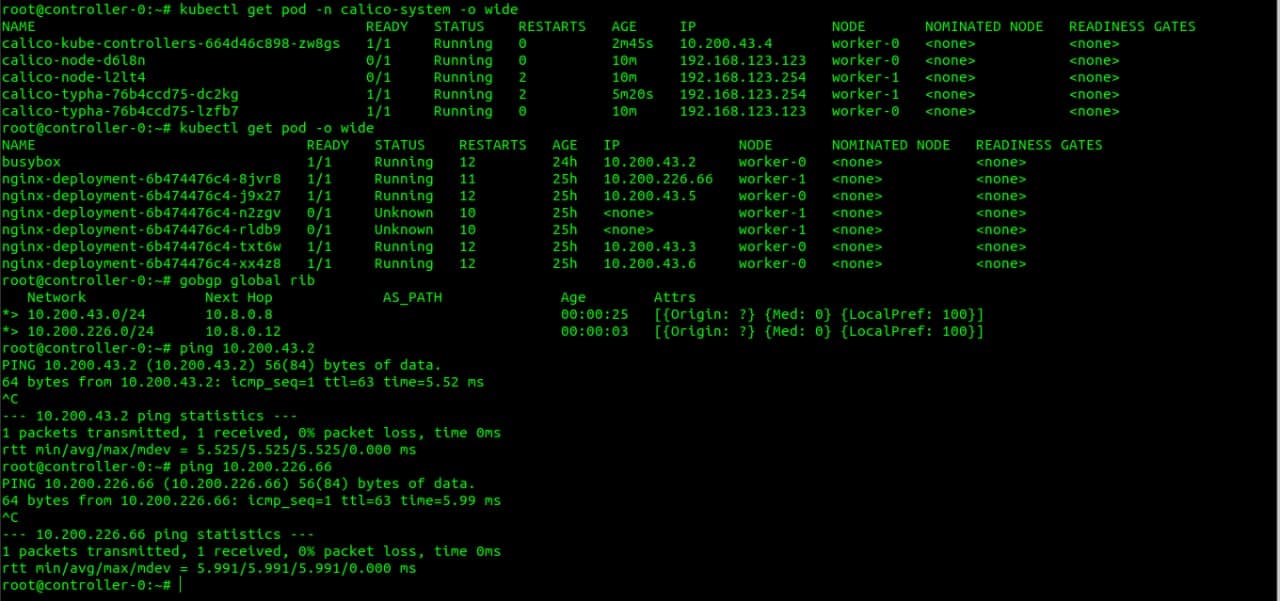 root@controller-0:~# kubectl get pod -n calico-system -o wide
NAME                                       READY   STATUS    RESTARTS   AGE     IP                NODE       NOMINATED NODE   READINESS GATES
calico-kube-controllers-664d46c898-zw8gs   1/1     Running   0          2m45s   10.200.43.4       worker-0   <none>           <none>
calico-node-d6l8n                          0/1     Running   0          10m     192.168.123.123   worker-0   <none>           <none>
calico-node-l2lt4                          0/1     Running   2          10m     192.168.123.254   worker-1   <none>           <none>
calico-typha-76b4ccd75-dc2kg               1/1     Running   2          5m20s   192.168.123.254   worker-1   <none>           <none>
calico-typha-76b4ccd75-lzfb7               1/1     Running   0          10m     192.168.123.123   worker-0   <none>           <none>
root@controller-0:~# kubectl get pod -o wide
NAME                                READY   STATUS    RESTARTS   AGE   IP              NODE       NOMINATED NODE   READINESS GATES
busybox                             1/1     Running   12         24h   10.200.43.2     worker-0   <none>           <none>
nginx-deployment-6b474476c4-8jvr8   1/1     Running   11         25h   10.200.226.66   worker-1   <none>           <none>
nginx-deployment-6b474476c4-j9x27   1/1     Running   12         25h   10.200.43.5     worker-0   <none>           <none>
nginx-deployment-6b474476c4-n2zgv   0/1     Unknown   10         25h   <none>          worker-1   <none>           <none>
nginx-deployment-6b474476c4-rldb9   0/1     Unknown   10         25h   <none>          worker-1   <none>           <none>
nginx-deployment-6b474476c4-txt6w   1/1     Running   12         25h   10.200.43.3     worker-0   <none>           <none>
nginx-deployment-6b474476c4-xx4z8   1/1     Running   12         25h   10.200.43.6     worker-0   <none>           <none>
root@controller-0:~# gobgp global rib
   Network              Next Hop             AS_PATH              Age        Attrs
*> 10.200.43.0/24       10.8.0.8                                  00:00:25   [{Origin: ?} {Med: 0} {LocalPref: 100}]
*> 10.200.226.0/24      10.8.0.12                                 00:00:03   [{Origin: ?} {Med: 0} {LocalPref: 100}]
root@controller-0:~# ping 10.200.43.2
PING 10.200.43.2 (10.200.43.2) 56(84) bytes of data.
64 bytes from 10.200.43.2: icmp_seq=1 ttl=63 time=5.52 ms
^C
--- 10.200.43.2 ping statistics ---
1 packets transmitted, 1 received, 0% packet loss, time 0ms
rtt min/avg/max/mdev = 5.525/5.525/5.525/0.000 ms
root@controller-0:~# ping 10.200.226.66
PING 10.200.226.66 (10.200.226.66) 56(84) bytes of data.
64 bytes from 10.200.226.66: icmp_seq=1 ttl=63 time=5.99 ms
^C
--- 10.200.226.66 ping statistics ---
1 packets transmitted, 1 received, 0% packet loss, time 0ms
rtt min/avg/max/mdev = 5.991/5.991/5.991/0.000 ms
root@controller-0:~#